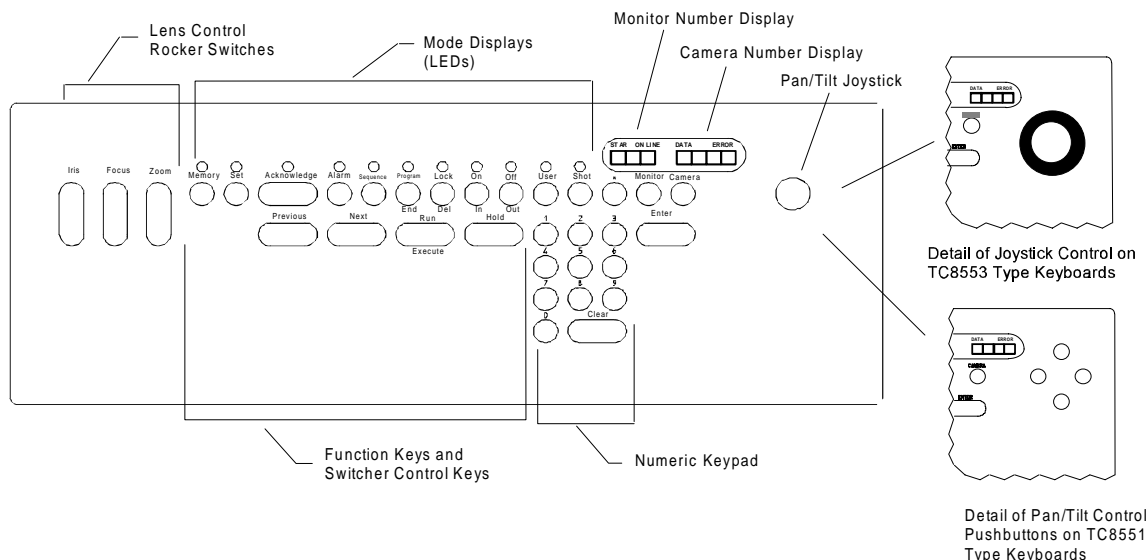 Monitor Number Display
Lens Control
Rocker Switches
Mode Displays
(LEDs)
Camera Number Display
Pan/Tilt Joystick
DATA ERROR
ENTER
STAR ON LINE DATA ERROR
Iris Focus Zoom Memory Set Acknowledge Alarm Sequence Program Lock On Off User Shot * Monitor Camera
End Del In Out
Previous Next Run Hold 1 2 3 Enter
Execute
4 5 6
7 8 9
0 Clear
Detail of Joystick Control on
TC8553 Type Keyboards
DATA ERROR
CAMERA
ENTER
Function Keys and
Switcher Control Keys
Numeric Keypad
Detail of Pan/Tilt Control
Pushbuttons on TC8551
Type Keyboards